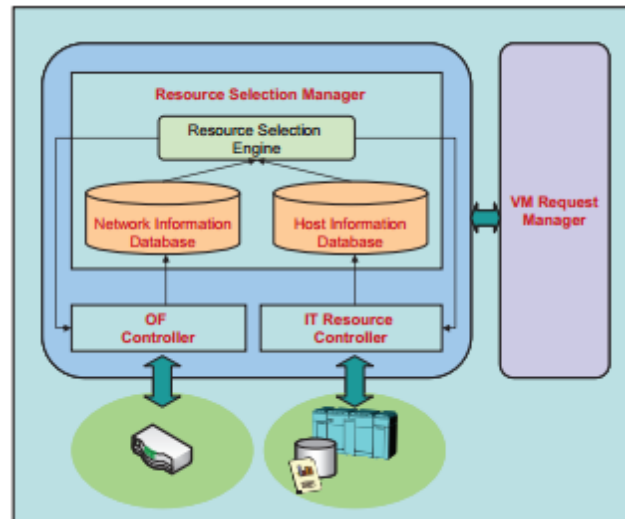 Resource Selection Manager
Resource Selection
Engine
Network Information
Database
Host Information
Database
VM Request
Manager
OF
Controller
IT Resource
Controller